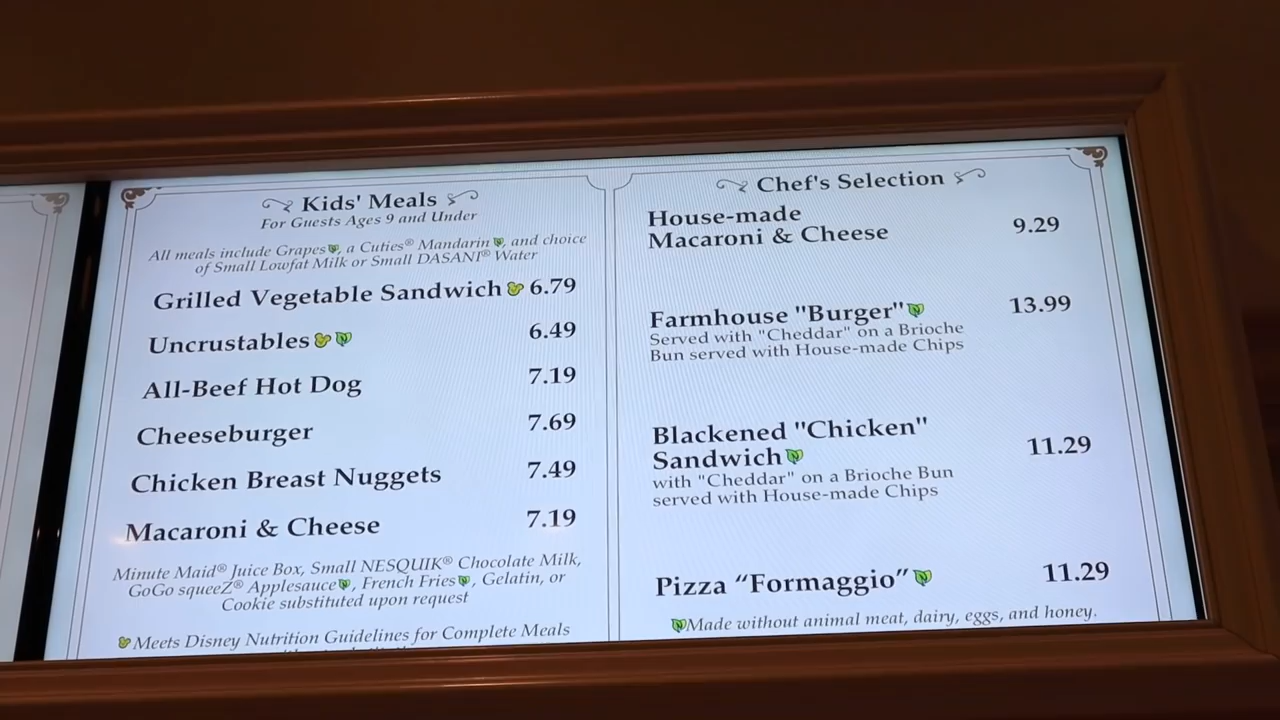 Kids' Meals
For Guests Ages 9 and Under
All meals include Grapes, a Cuties® Mandarin, and choice
of Small Lowfat Milk or Small DASANI® Water
Grilled Vegetable Sandwich 6.79
Uncrustables 6.49
All-Beef Hot Dog 7.19
Cheeseburger 7.69
Chicken Breast Nuggets 7.49
Macaroni & Cheese 7.19
Minute Maid® Juice Box, Small NESQUIK® Chocolate Milk,
GoGo squeeZ® Applesauce, French Fries, Gelatin, or
Cookie substituted upon request
Meets Disney Nutrition Guidelines for Complete Meals
Chef's Selection
House-made
Macaroni & Cheese 9.29
Farmhouse "Burger" 13.99
Served with "Cheddar" on a Brioche
Bun served with House-made Chips
Blackened "Chicken"
Sandwich 11.29
with "Cheddar" on a Brioche Bun
served with House-made Chips
Pizza “Formaggio” 11.29
Made without animal meat, dairy, eggs, and honey.